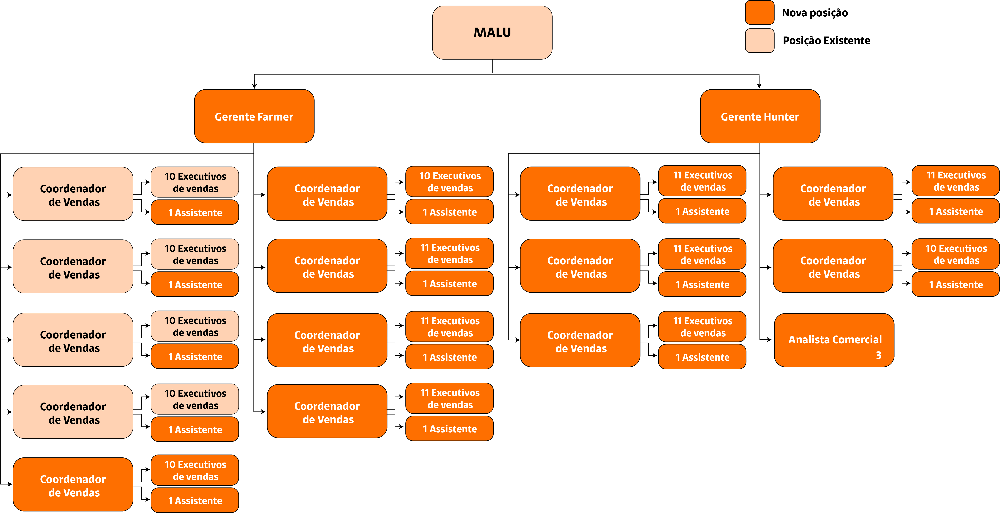 MALU
Nova posição
Posição Existente
Gerente Farmer
Gerente Hunter
Coordenador
de Vendas
10 Executivos
de vendas
1 Assistente
Coordenador
de Vendas
10 Executivos
de vendas
1 Assistente
Coordenador
de Vendas
10 Executivos
de vendas
1 Assistente
Coordenador
de Vendas
10 Executivos
de vendas
1 Assistente
Coordenador
de Vendas
10 Executivos
de vendas
1 Assistente
Coordenador
de Vendas
10 Executivos
de vendas
1 Assistente
Coordenador
de Vendas
11 Executivos
de vendas
1 Assistente
Coordenador
de Vendas
11 Executivos
de vendas
1 Assistente
Coordenador
de Vendas
11 Executivos
de vendas
1 Assistente
Coordenador
de Vendas
11 Executivos
de vendas
1 Assistente
Coordenador
de Vendas
11 Executivos
de vendas
1 Assistente
Coordenador
de Vendas
11 Executivos
de vendas
1 Assistente
Coordenador
de Vendas
11 Executivos
de vendas
1 Assistente
Coordenador
de Vendas
10 Executivos
de vendas
1 Assistente
Analista Comercial
3